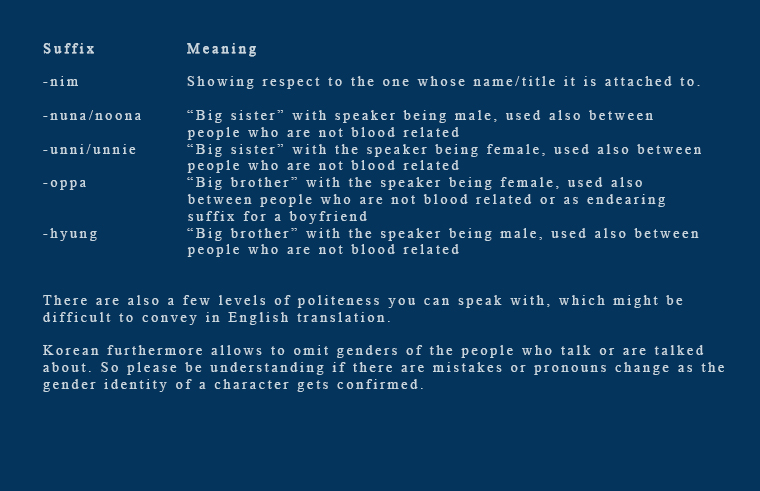 Suffix Meaning
-nim Showing respect to the one whose name/title it is attached to.
-nuna/noona “Big sister” with speaker being male, used also between
people who are not blood related
-unni/unnie “Big sister” with the speaker being female, used also between
people who are not blood related
-oppa “Big brother” with the speaker being female, used also
between people who are not blood related or as endearing
suffix for a boyfriend
-hyung “Big brother” with the speaker being male, used also between
people who are not blood related
There are also a few levels of politeness you can speak with, which might be
difficult to convey in English translation.
Korean furthermore allows to omit genders of the people who talk or are talked
about. So please be understanding if there are mistakes or pronouns change as the
gender identity of a character gets confirmed.